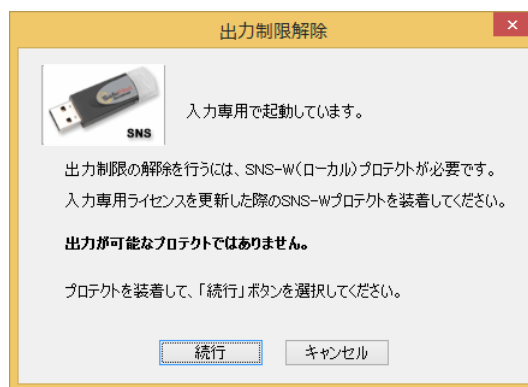 出力制限解除
SNS
入力専用で起動しています。
出力制限の解除を行うには、SNS-W(ローカル)プロテクトが必要です。
入力専用ライセンスを更新した際のSNS-Wプロテクトを装着してください。
出力が可能なプロテクトではありません。
プロテクトを装着して、「続行」ボタンを選択してください。
続行
キャンセル